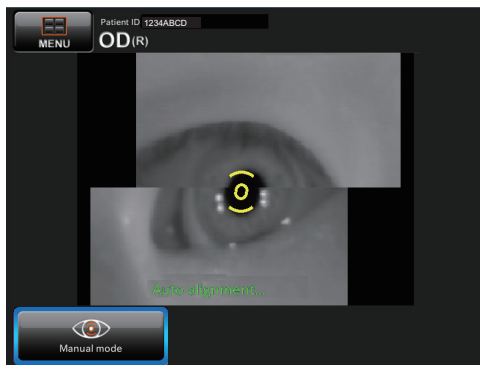 Patient ID 1234ABCD
MENU
OD(R)
Auto alignment...
Manual mode